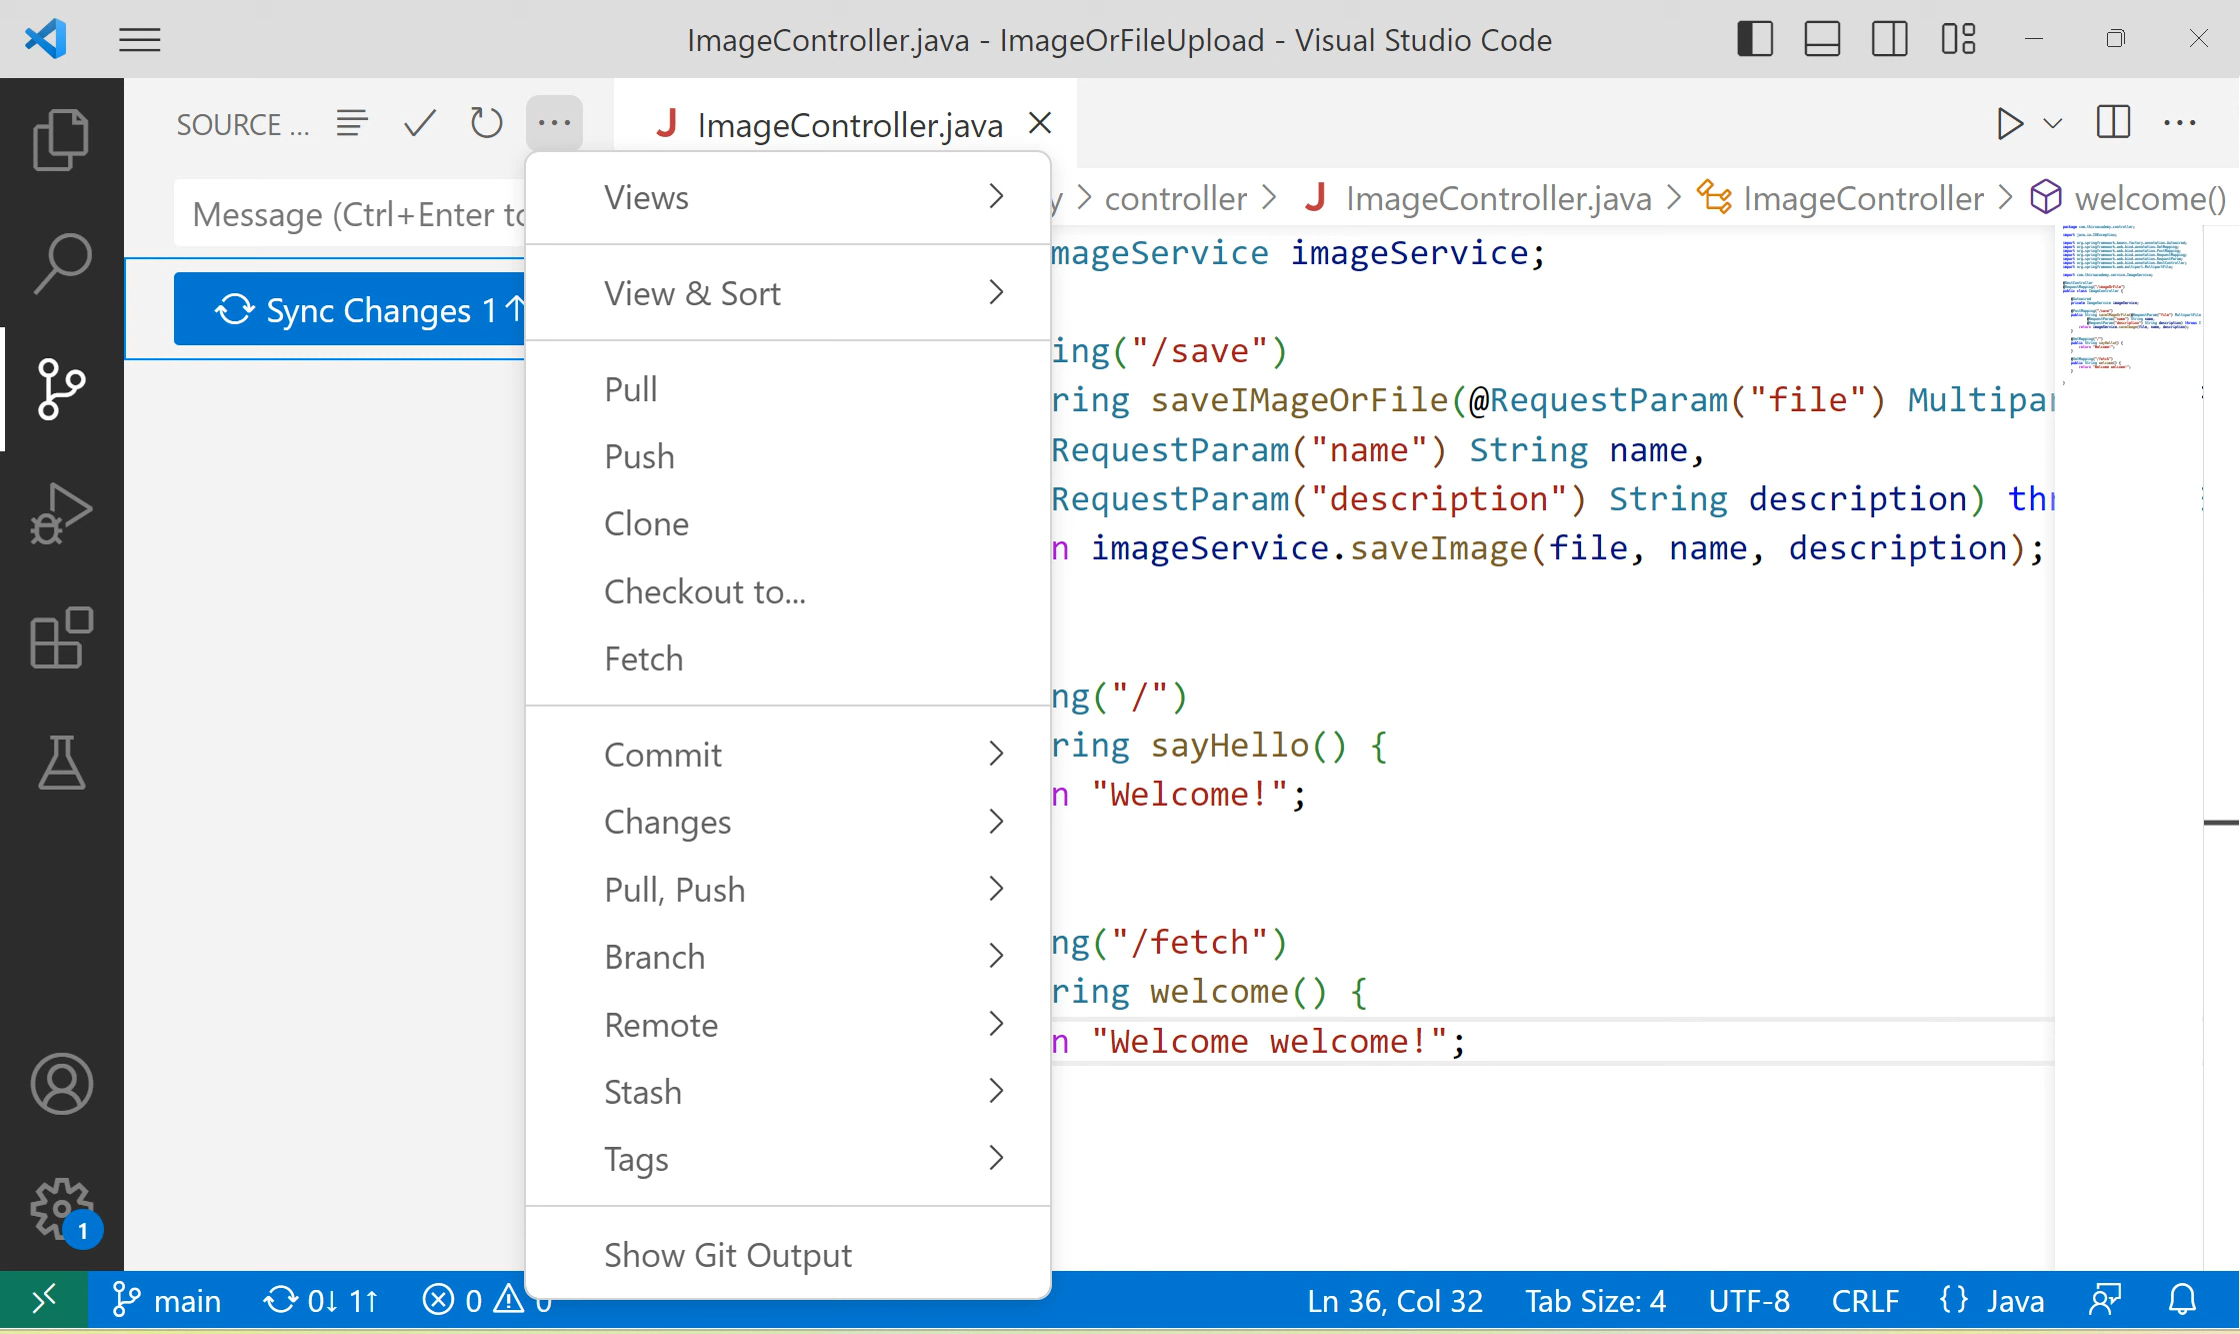 ImageController.java - ImageOrFileUpload - Visual Studio Code
SOURCE ...
ImageController.java
Message (Ctrl+Enter to
Sync Changes 1↑
Views
View & Sort
Pull
Push
Clone
Checkout to...
Fetch
Commit
Changes
Pull, Push
Branch
Remote
Stash
Tags
Show Git Output
y > controller > J ImageController.java > ImageController > welcome()
mageService imageService;
ing("/save")
ring saveIMageOrFile(@RequestParam("file") Multipar
RequestParam("name") String name,
RequestParam("description") String description) thr
n imageService.saveImage(file, name, description);
ng("/")
ring sayHello() {
n "Welcome!";
ng("/fetch")
ring welcome() {
n "Welcome welcome!";
1
main 0↓ 1↑ 0 0
Ln 36, Col 32 Tab Size: 4 UTF-8 CRLF {} Java